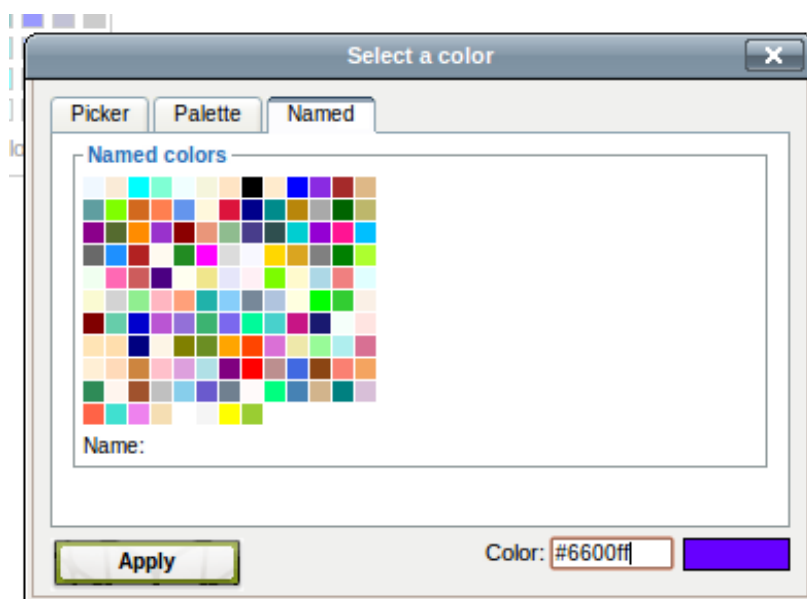 Select a color
Picker Palette Named
Named colors
Name:
Apply Color: #6600ff